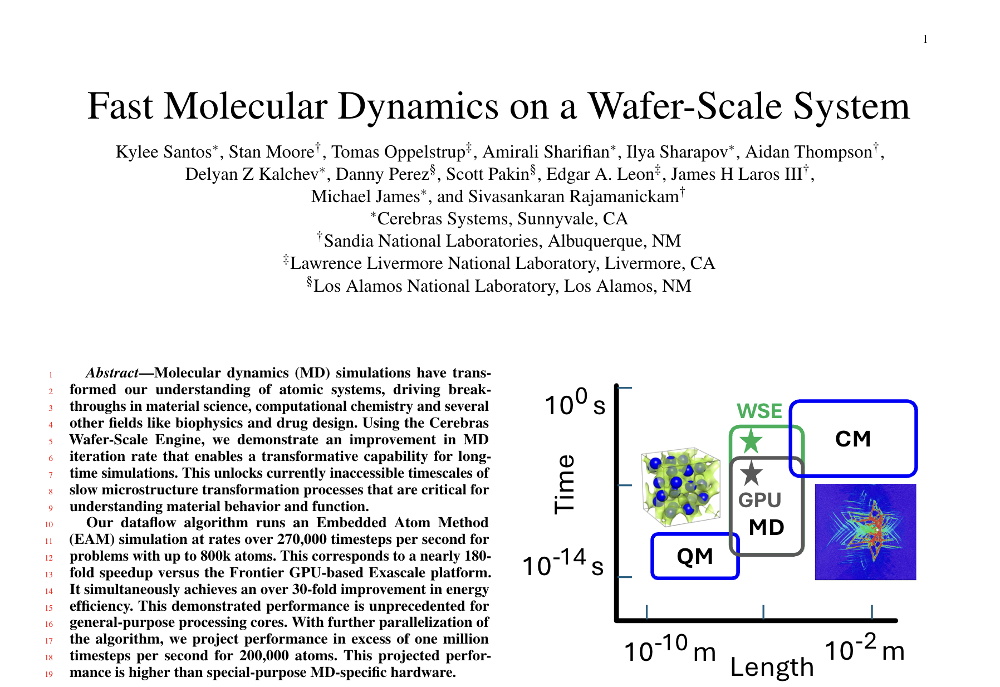 1
Fast Molecular Dynamics on a Wafer-Scale System
Kylee Santos*, Stan Moore†, Tomas Oppelstrup‡, Amirali Sharifian*, Ilya Sharapov*, Aidan Thompson†,
Delyan Z Kalchev*, Danny Perez§, Scott Pakin§, Edgar A. Leon‡, James H Laros III†,
Michael James*, and Sivasankaran Rajamanickam†
*Cerebras Systems, Sunnyvale, CA
†Sandia National Laboratories, Albuquerque, NM
‡Lawrence Livermore National Laboratory, Livermore, CA
§Los Alamos National Laboratory, Los Alamos, NM
1 Abstract—Molecular dynamics (MD) simulations have trans-
2 formed our understanding of atomic systems, driving break-
3 throughs in material science, computational chemistry and several
4 other fields like biophysics and drug design. Using the Cerebras
5 Wafer-Scale Engine, we demonstrate an improvement in MD
6 iteration rate that enables a transformative capability for long-
7 time simulations. This unlocks currently inaccessible timescales of
8 slow microstructure transformation processes that are critical for
9 understanding material behavior and function.
10 Our dataflow algorithm runs an Embedded Atom Method
11 (EAM) simulation at rates over 270,000 timesteps per second for
12 problems with up to 800k atoms. This corresponds to a nearly 180-
13 fold speedup versus the Frontier GPU-based Exascale platform.
14 It simultaneously achieves an over 30-fold improvement in energy
15 efficiency. This demonstrated performance is unprecedented for
16 general-purpose processing cores. With further parallelization of
17 the algorithm, we project performance in excess of one million
18 timesteps per second for 200,000 atoms. This projected perfor-
19 mance is higher than special-purpose MD-specific hardware.
10⁰ s
WSE
CM
Time
GPU
MD
QM
10⁻¹⁴ s
10⁻¹⁰ m
10⁻² m
Length